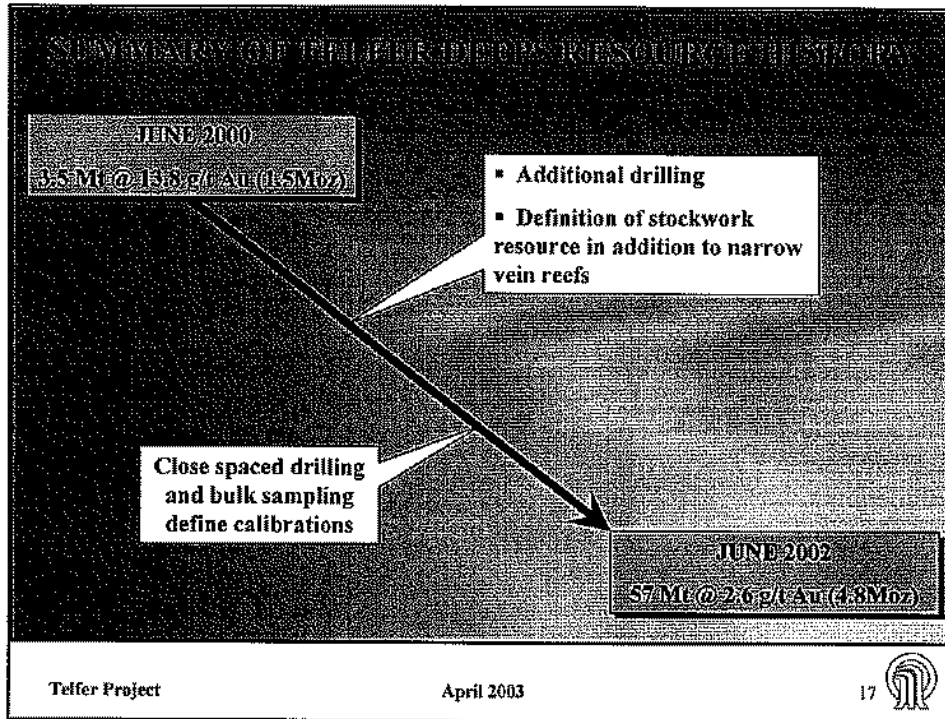 SUMMARY OF TELFER DEEPS RESOURCE HISTORY
JUNE 2000
3.5 Mt @ 13.8 g/t Au (1.5Moz)
▪ Additional drilling
▪ Definition of stockwork
resource in addition to narrow
vein reefs
Close spaced drilling
and bulk sampling
define calibrations
JUNE 2002
57 Mt @ 2.6 g/t Au (4.8Moz)
Telfer Project
April 2003
17